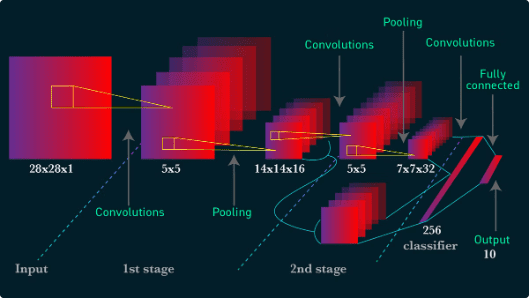 Convolutions
Pooling
Convolutions
Fully
connected
28x28x1
5x5
14x14x16
5x5
7x7x32
Convolutions
Pooling
256
classifier
Output
10
Input
1st stage
2nd stage